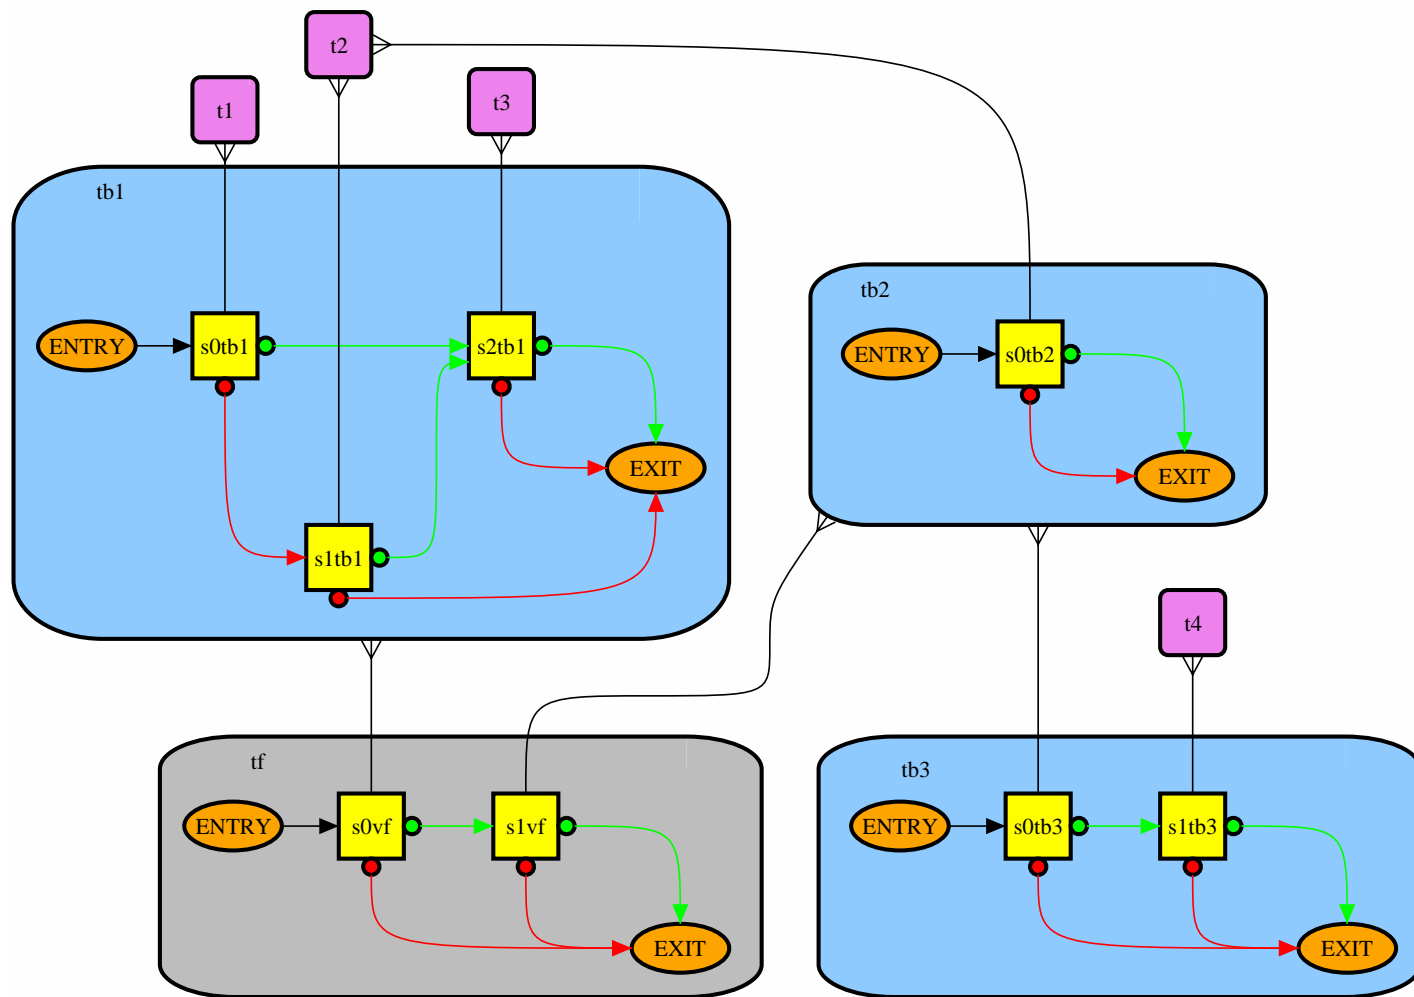 t2
t1
t3
tb1
tb2
ENTRY
s0tb1
s2tb1
ENTRY
s0tb2
EXIT
EXIT
s1tb1
t4
tf
tb3
ENTRY
s0vf
s1vf
ENTRY
s0tb3
s1tb3
EXIT
EXIT